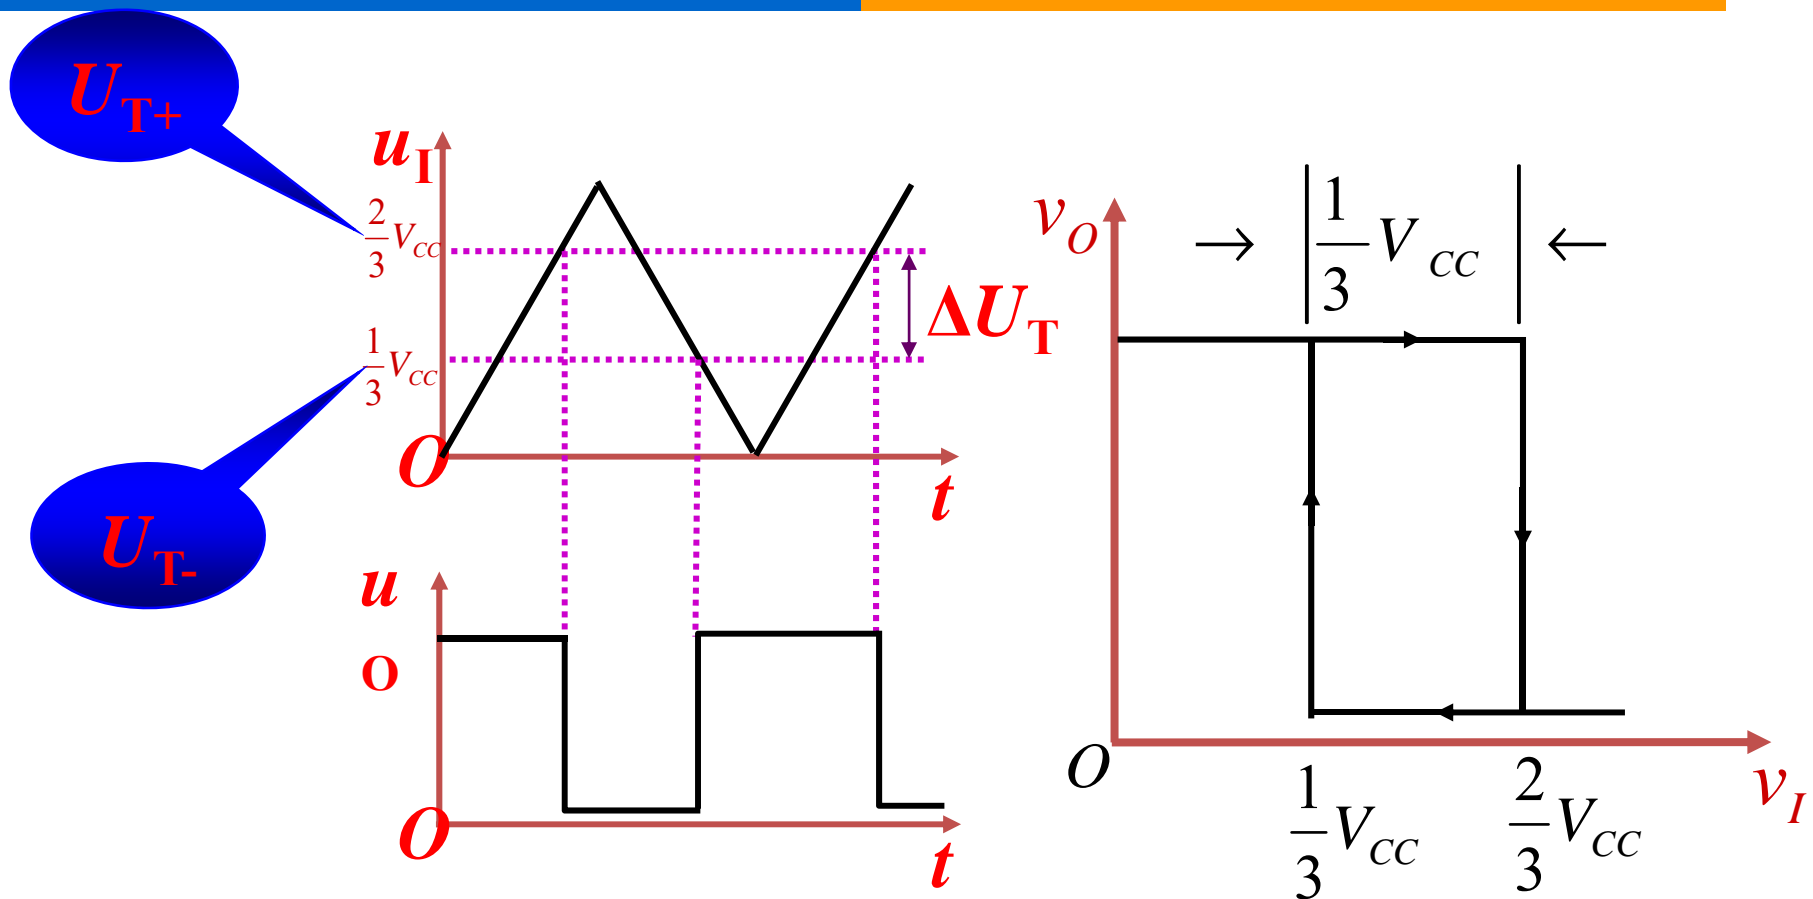 U_T+
u_I
2/3 V_CC
ΔU_T
1/3 V_CC
O
t
U_T-
u
O
O
t
v_O
1/3 V_CC
O
1/3 V_CC
2/3 V_CC
v_I